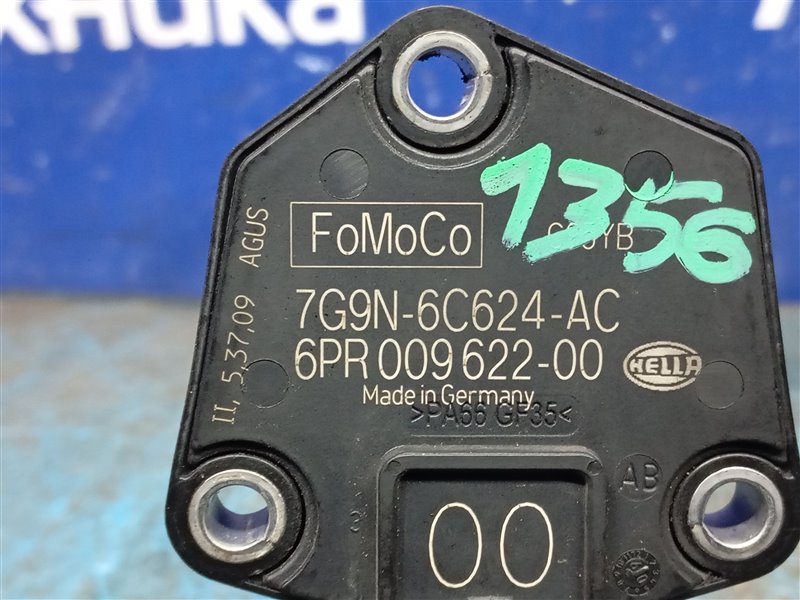 хника
1356
FoMoCo
7G9N-6C624-AC
6PR 009 622-00
HELLA
Made in Germany
>PA66 GF35<
II, 5,37,09 AGUS
AB
00